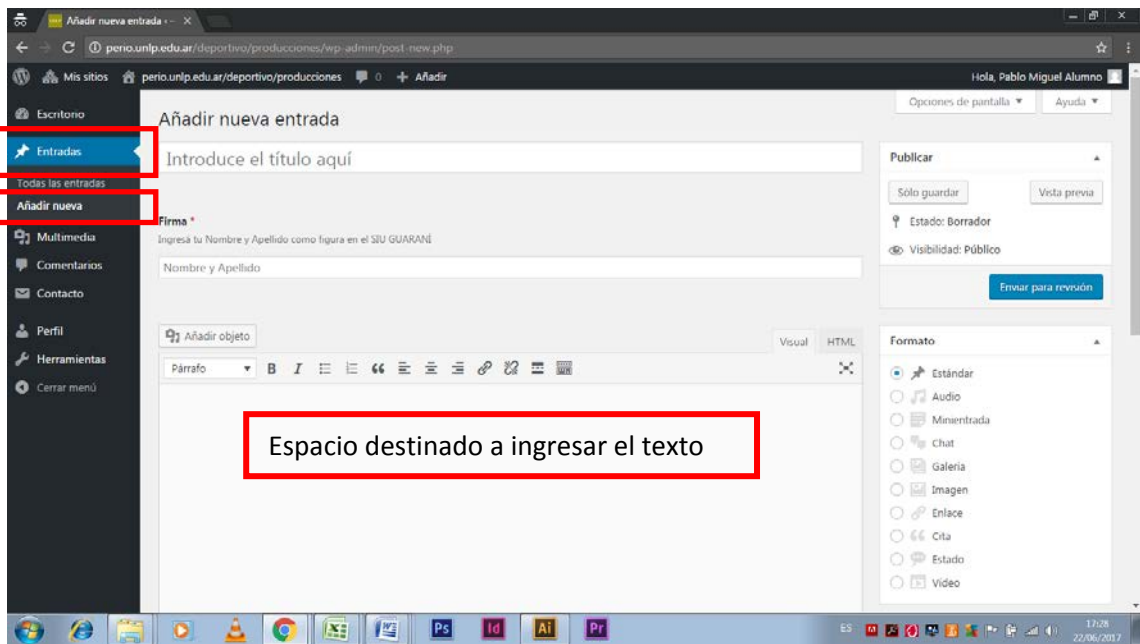 Añadir nueva entrada ‹
perio.unlp.edu.ar/deportivo/producciones/wp-admin/post-new.php
Mis sitios perio.unlp.edu.ar/deportivo/producciones 0 + Añadir Hola, Pablo Miguel Alumno
Opciones de pantalla Ayuda
Escritorio
Entradas
Todas las entradas
Añadir nueva
Multimedia
Comentarios
Contacto
Perfil
Herramientas
Cerrar menú
Añadir nueva entrada
Introduce el título aquí
Firma *
Ingresá tu Nombre y Apellido como figura en el SIU GUARANÍ
Nombre y Apellido
Añadir objeto
Visual HTML
Párrafo B I
Espacio destinado a ingresar el texto
Publicar
Sólo guardar Vista previa
Estado: Borrador
Visibilidad: Público
Enviar para revisión
Formato
Estándar
Audio
Minientrada
Chat
Galería
Imagen
Enlace
Cita
Estado
Vídeo
Ps Id Ai Pr
ES
17:28
22/06/2017